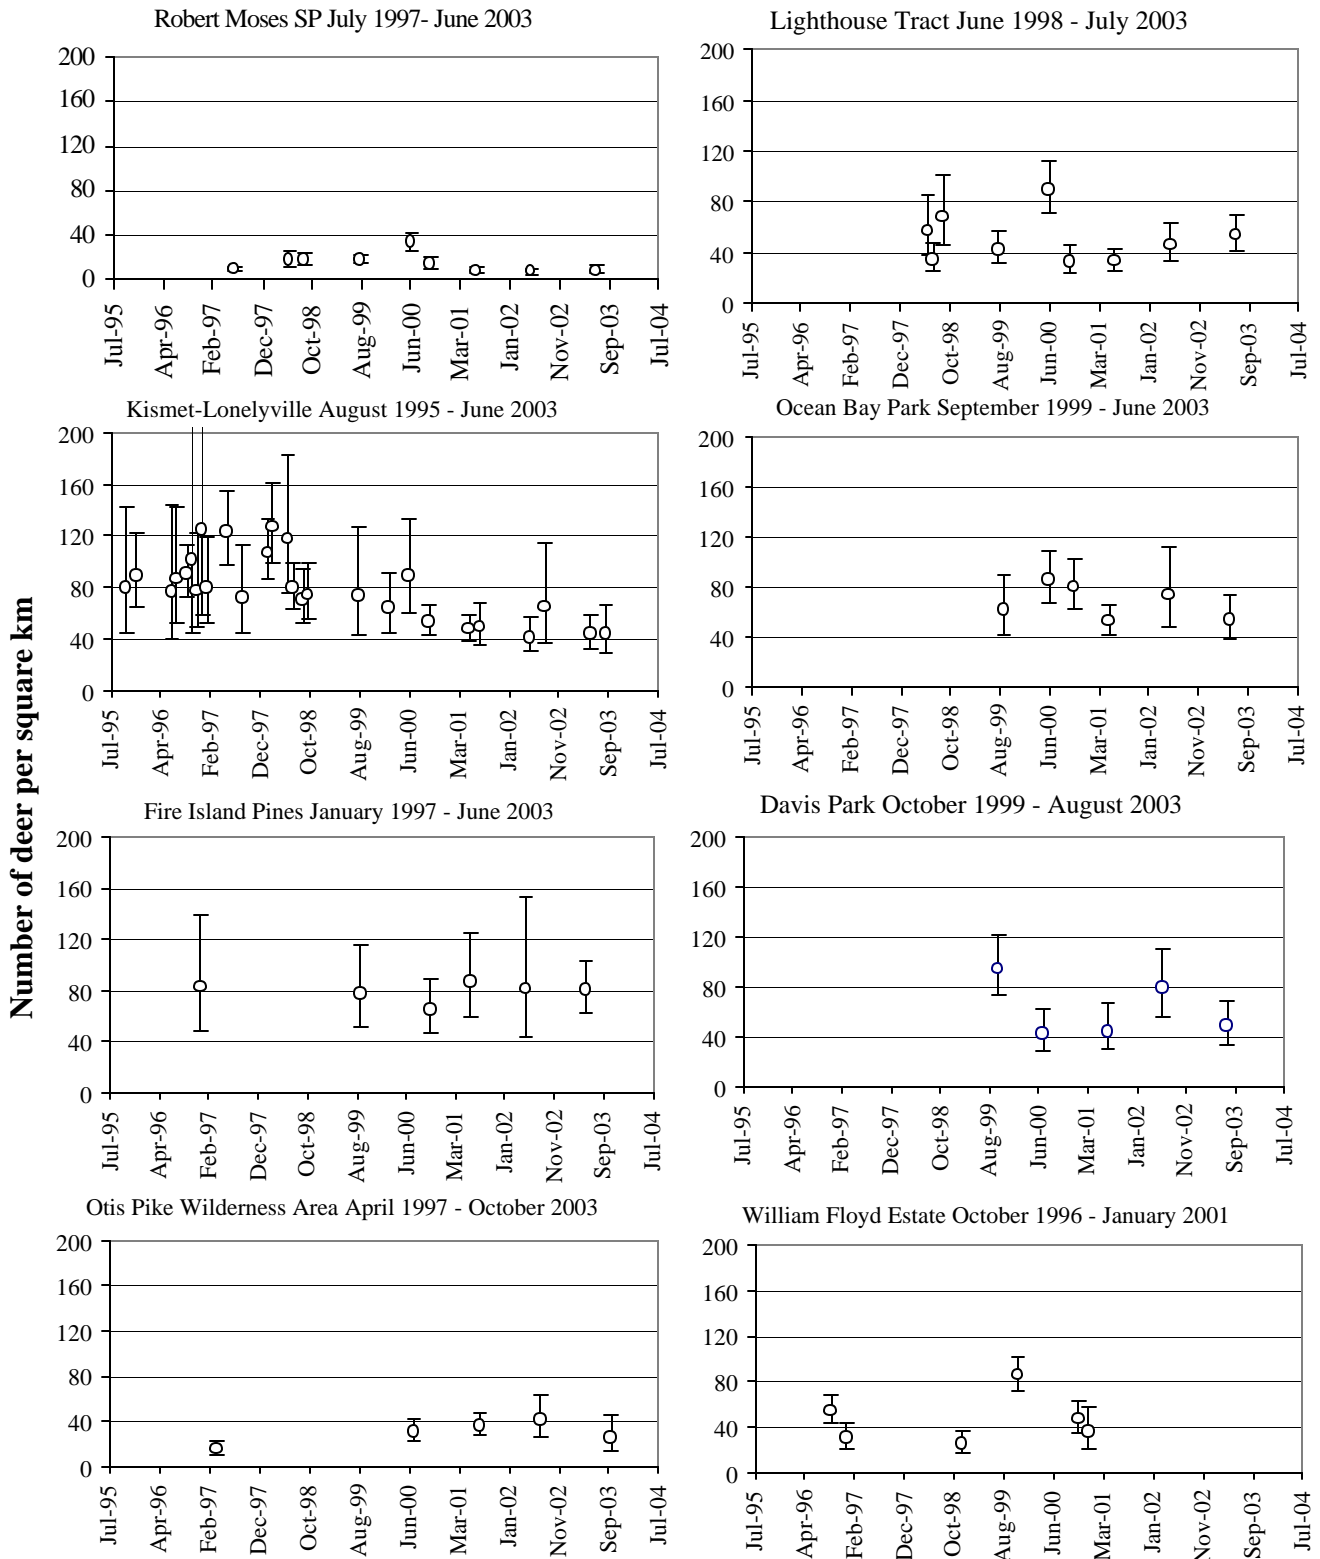 Number of deer per square km
Robert Moses SP July 1997- June 2003
200
160
120
80
40
0
Jul-95 Apr-96 Feb-97 Dec-97 Oct-98 Aug-99 Jun-00 Mar-01 Jan-02 Nov-02 Sep-03 Jul-04
Lighthouse Tract June 1998 - July 2003
200
160
120
80
40
0
Jul-95 Apr-96 Feb-97 Dec-97 Oct-98 Aug-99 Jun-00 Mar-01 Jan-02 Nov-02 Sep-03 Jul-04
Kismet-Lonelyville August 1995 - June 2003
200
160
120
80
40
0
Jul-95 Apr-96 Feb-97 Dec-97 Oct-98 Aug-99 Jun-00 Mar-01 Jan-02 Nov-02 Sep-03 Jul-04
Ocean Bay Park September 1999 - June 2003
200
160
120
80
40
0
Jul-95 Apr-96 Feb-97 Dec-97 Oct-98 Aug-99 Jun-00 Mar-01 Jan-02 Nov-02 Sep-03 Jul-04
Fire Island Pines January 1997 - June 2003
200
160
120
80
40
0
Jul-95 Apr-96 Feb-97 Dec-97 Oct-98 Aug-99 Jun-00 Mar-01 Jan-02 Nov-02 Sep-03 Jul-04
Davis Park October 1999 - August 2003
200
160
120
80
40
0
Jul-95 Apr-96 Feb-97 Dec-97 Oct-98 Aug-99 Jun-00 Mar-01 Jan-02 Nov-02 Sep-03 Jul-04
Otis Pike Wilderness Area April 1997 - October 2003
200
160
120
80
40
0
Jul-95 Apr-96 Feb-97 Dec-97 Oct-98 Aug-99 Jun-00 Mar-01 Jan-02 Nov-02 Sep-03 Jul-04
William Floyd Estate October 1996 - January 2001
200
160
120
80
40
0
Jul-95 Apr-96 Feb-97 Dec-97 Oct-98 Aug-99 Jun-00 Mar-01 Jan-02 Nov-02 Sep-03 Jul-04